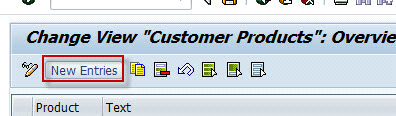 Change View "Customer Products": Overvie
New Entries
Product Text